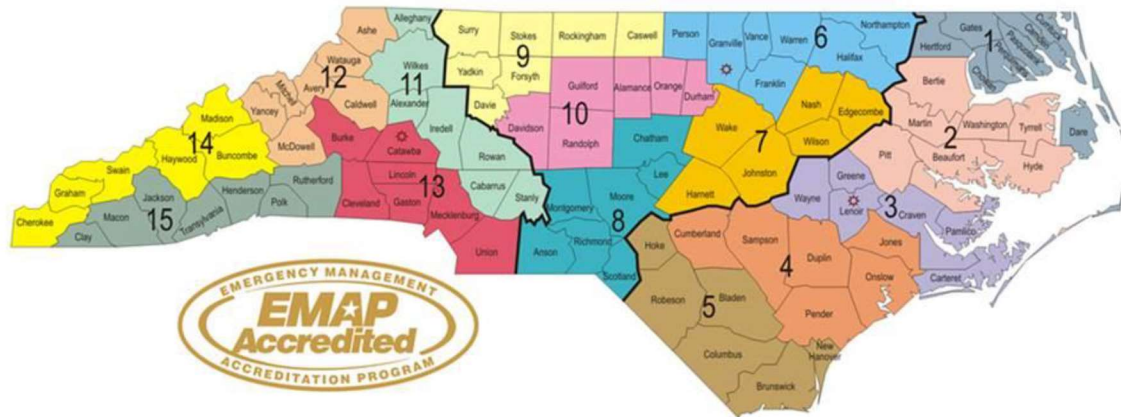 Alleghany
Ashe
Surry
Stokes
Rockingham
Caswell
Person
Granville
Vance
Warren
Northampton
Gates
Hertford
Camden
Pasquotank
Perquimans
Chowan
1
6
9
12
11
Watauga
Wilkes
Yadkin
Forsyth
Guilford
Alamance
Orange
Durham
Franklin
Halifax
Bertie
Mitchell
Avery
Yancey
Caldwell
Alexander
Davie
Iredell
10
Davidson
Randolph
Nash
Edgecombe
Martin
Washington
Tyrrell
Dare
2
Madison
14
Haywood
Buncombe
McDowell
Burke
Catawba
Rowan
Chatham
Wake
7
Wilson
Pitt
Beaufort
Hyde
Swain
Graham
Cherokee
Jackson
Macon
Clay
15
Transylvania
Henderson
Polk
Rutherford
Cleveland
Lincoln
13
Gaston
Mecklenburg
Cabarrus
Stanly
Union
Lee
Moore
Montgomery
8
Anson
Richmond
Scotland
Harnett
Johnston
Wayne
Greene
Lenoir
3
Craven
Pamlico
Jones
Carteret
Onslow
Hoke
Cumberland
Sampson
Duplin
4
Pender
5
Robeson
Bladen
Columbus
Brunswick
New
Hanover
EMERGENCY MANAGEMENT
EMAP
Accredited
ACCREDITATION PROGRAM